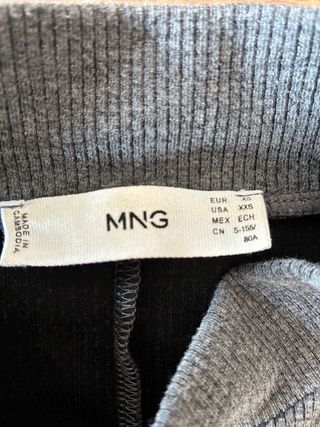 MADE IN
CAMBODIA
MNG
EUR XS
USA XXS
MEX ECH
CN S-155/
80A